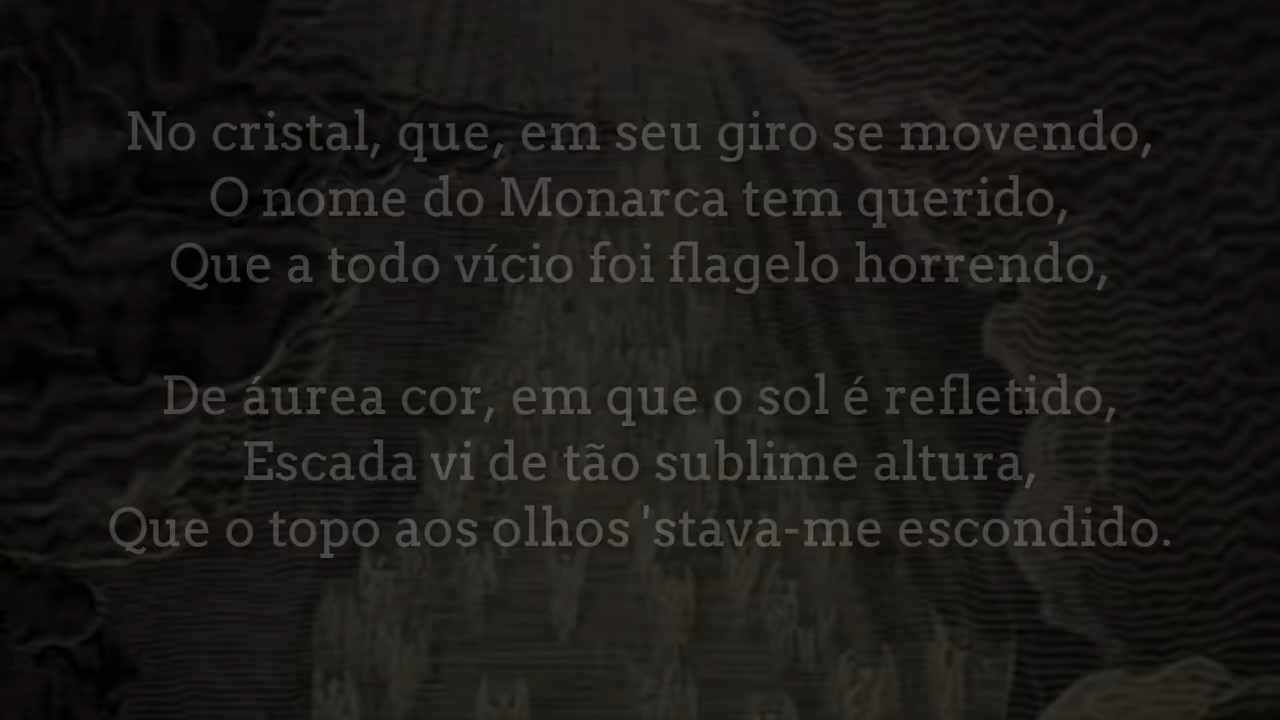 No cristal, que, em seu giro se movendo,
O nome do Monarca tem querido,
Que a todo vício foi flagelo horrendo,
De áurea cor, em que o sol é refletido,
Escada vi de tão sublime altura,
Que o topo aos olhos 'stava-me escondido.